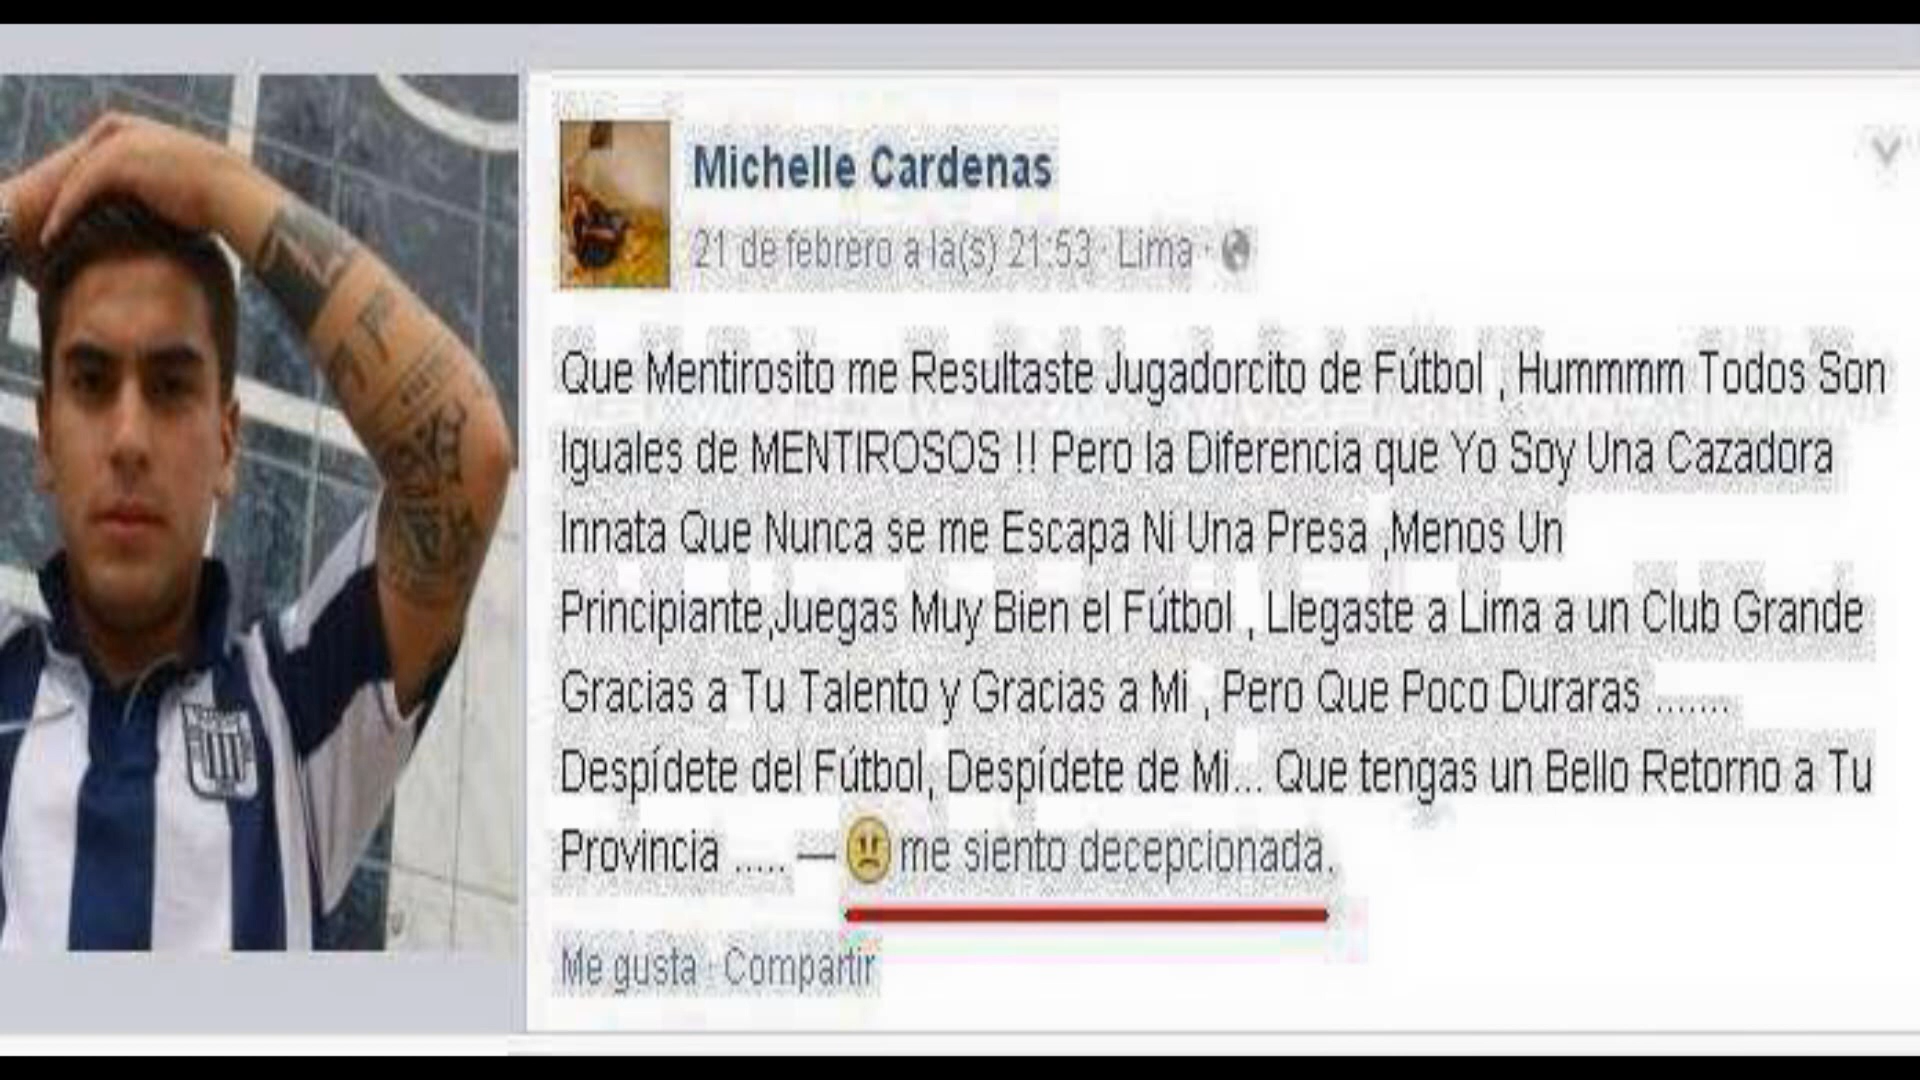 Michelle Cardenas
21 de febrero a la(s) 21:53 · Lima ·
Que Mentirosito me Resultaste Jugadorcito de Fútbol , Hummmm Todos Son
Iguales de MENTIROSOS !! Pero la Diferencia que Yo Soy Una Cazadora
Innata Que Nunca se me Escapa Ni Una Presa ,Menos Un
Principiante,Juegas Muy Bien el Fútbol , Llegaste a Lima a un Club Grande
Gracias a Tu Talento y Gracias a Mi , Pero Que Poco Duraras .......
Despídete del Fútbol, Despídete de Mi... Que tengas un Bello Retorno a Tu
Provincia ..... — me siento decepcionada.
Me gusta · Compartir